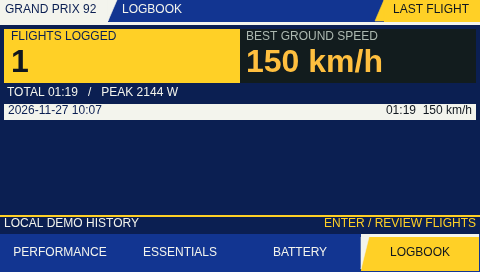 GRAND PRIX 92 LOGBOOK LAST FLIGHT
FLIGHTS LOGGED BEST GROUND SPEED
1 150 km/h
TOTAL 01:19 / PEAK 2144 W
2026-11-27 10:07 01:19 150 km/h
LOCAL DEMO HISTORY ENTER / REVIEW FLIGHTS
PERFORMANCE ESSENTIALS BATTERY LOGBOOK